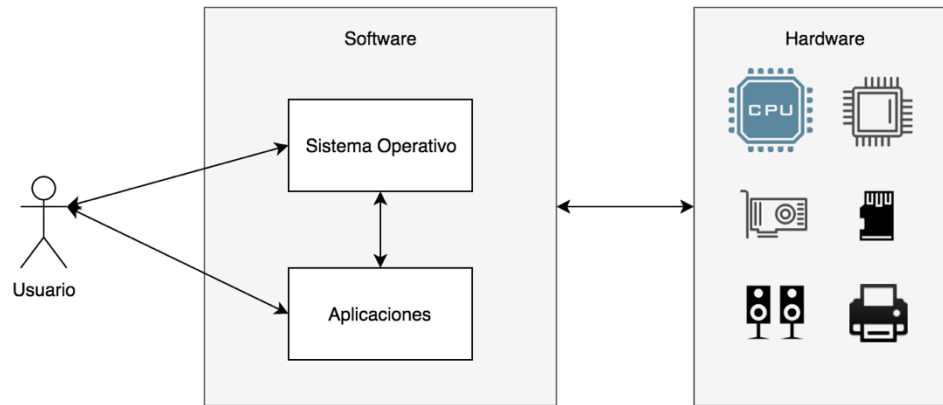 Software
Hardware
CPU
Sistema Operativo
Usuario
Aplicaciones